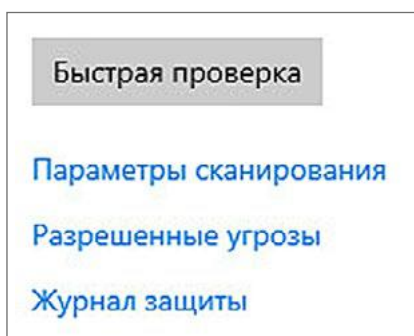 Быстрая проверка
Параметры сканирования
Разрешенные угрозы
Журнал защиты